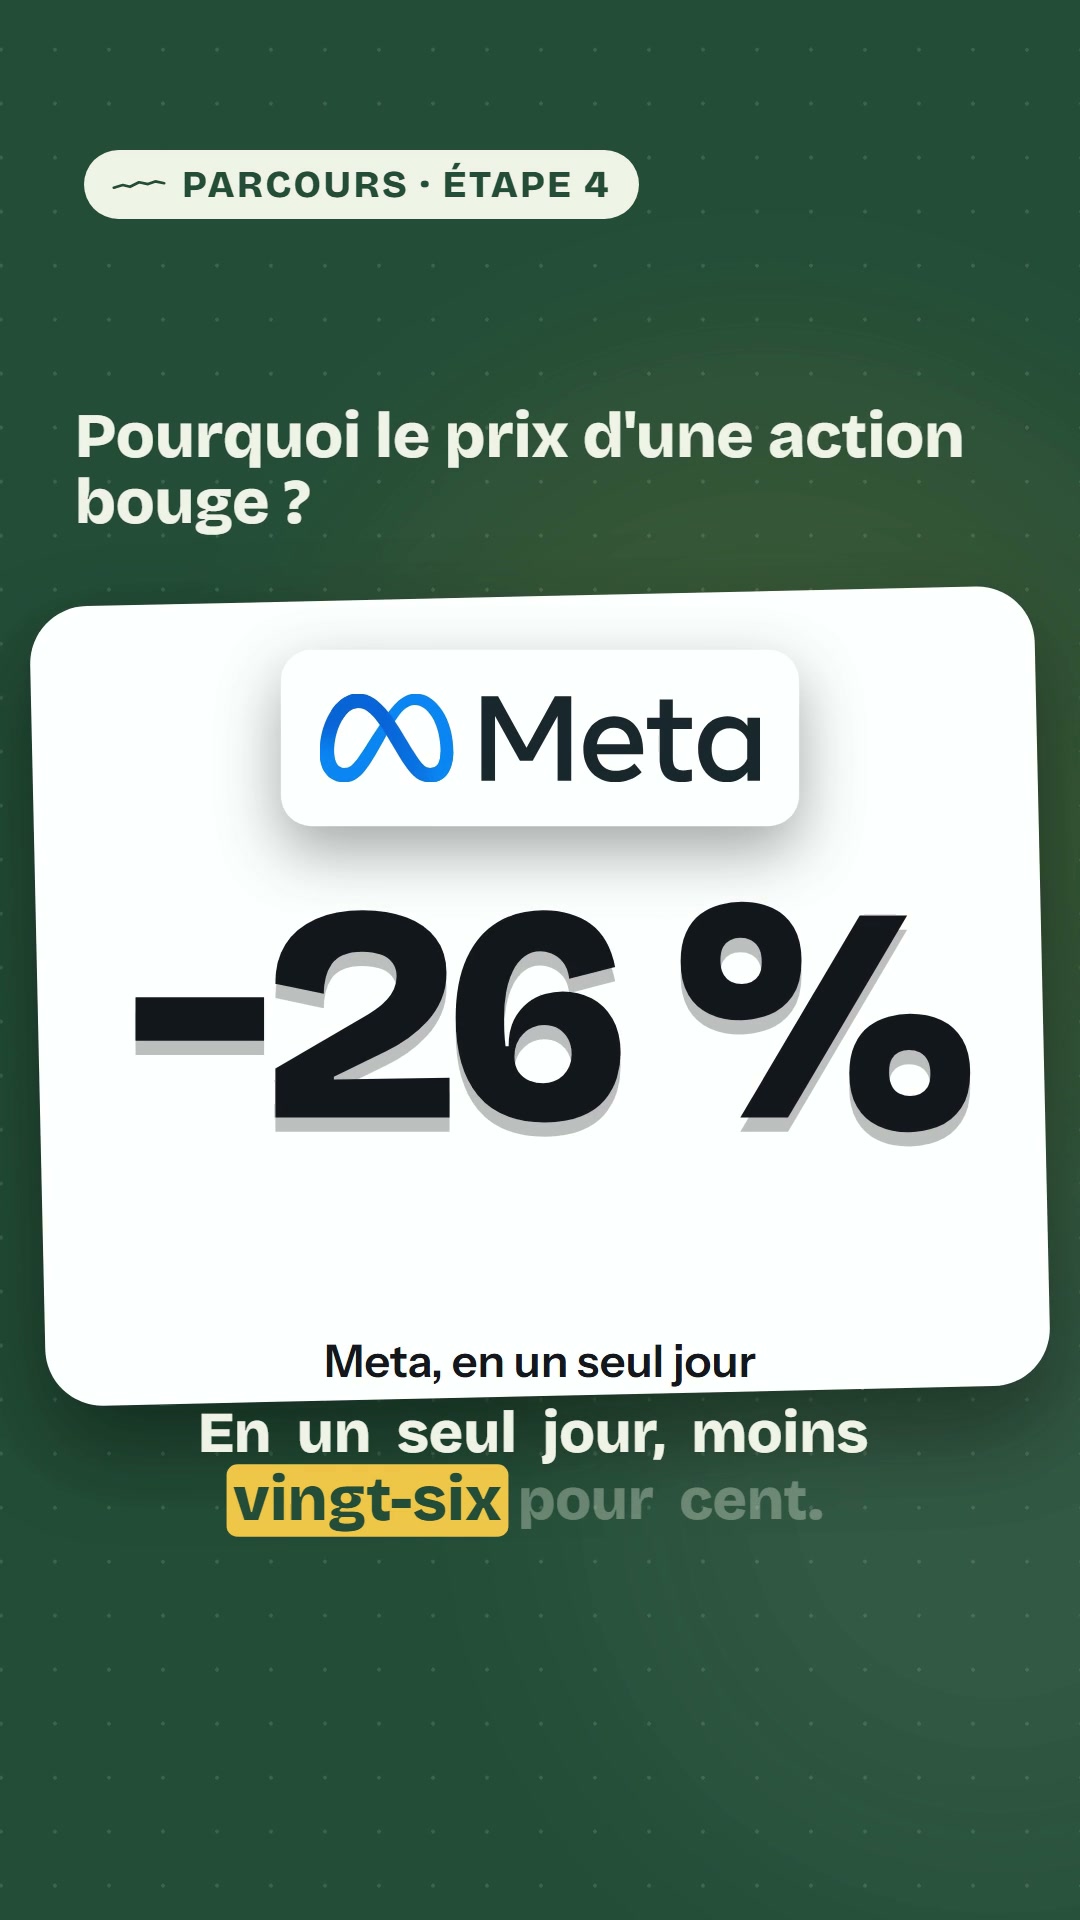 PARCOURS · ÉTAPE 4
Pourquoi le prix d'une action
bouge ?
Meta
-26 %
Meta, en un seul jour
En un seul jour, moins
vingt-six pour cent.